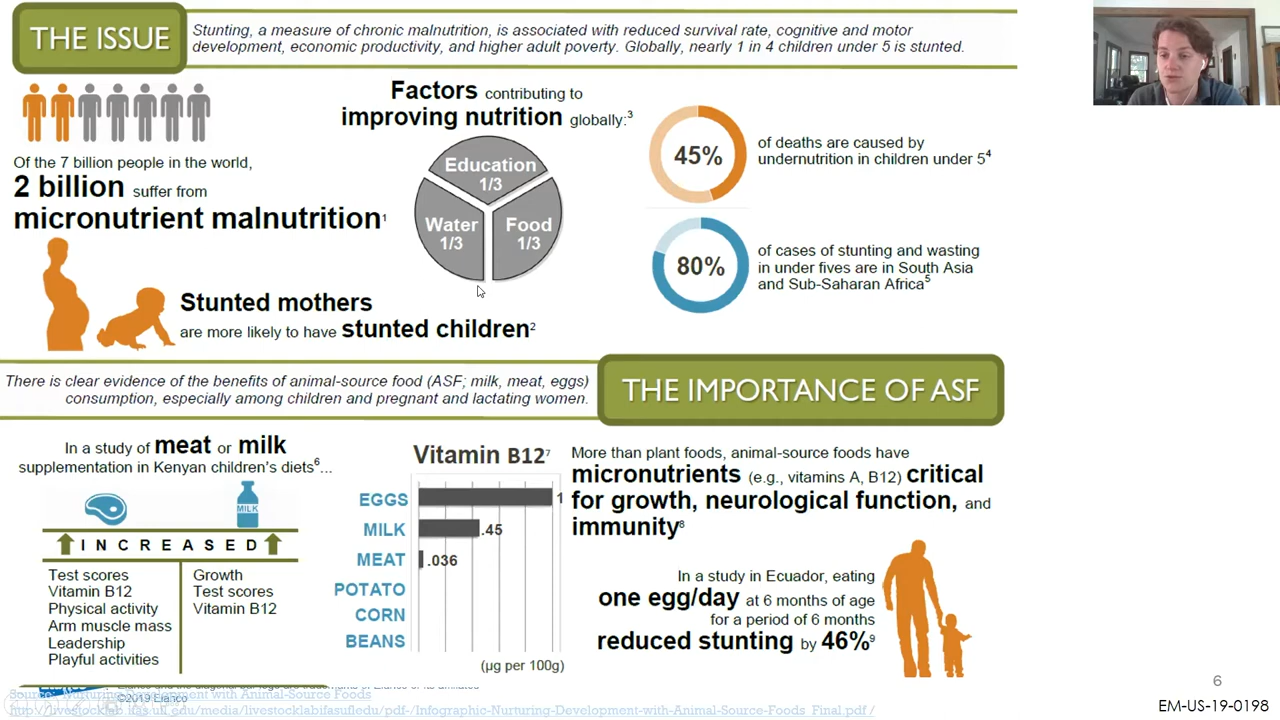 THE ISSUE
Stunting, a measure of chronic malnutrition, is associated with reduced survival rate, cognitive and motor
development, economic productivity, and higher adult poverty. Globally, nearly 1 in 4 children under 5 is stunted.
Of the 7 billion people in the world,
2 billion suffer from
micronutrient malnutrition1
Stunted mothers
are more likely to have stunted children2
Factors contributing to
improving nutrition globally:3
Education
1/3
Water
1/3
Food
1/3
45%
of deaths are caused by
undernutrition in children under 54
80%
of cases of stunting and wasting
in under fives are in South Asia
and Sub-Saharan Africa5
There is clear evidence of the benefits of animal-source food (ASF; milk, meat, eggs)
consumption, especially among children and pregnant and lactating women.
THE IMPORTANCE OF ASF
In a study of meat or milk
supplementation in Kenyan children's diets6...
MILK
INCREASED
Test scores
Vitamin B12
Physical activity
Arm muscle mass
Leadership
Playful activities
Growth
Test scores
Vitamin B12
Vitamin B127
EGGS 1
MILK .45
MEAT .036
POTATO
CORN
BEANS
(µg per 100g)
More than plant foods, animal-source foods have
micronutrients (e.g., vitamins A, B12) critical
for growth, neurological function, and
immunity8
In a study in Ecuador, eating
one egg/day at 6 months of age
for a period of 6 months
reduced stunting by 46%9
Development with Animal-Source Foods
©2019 Elanco
6
EM-US-19-0198